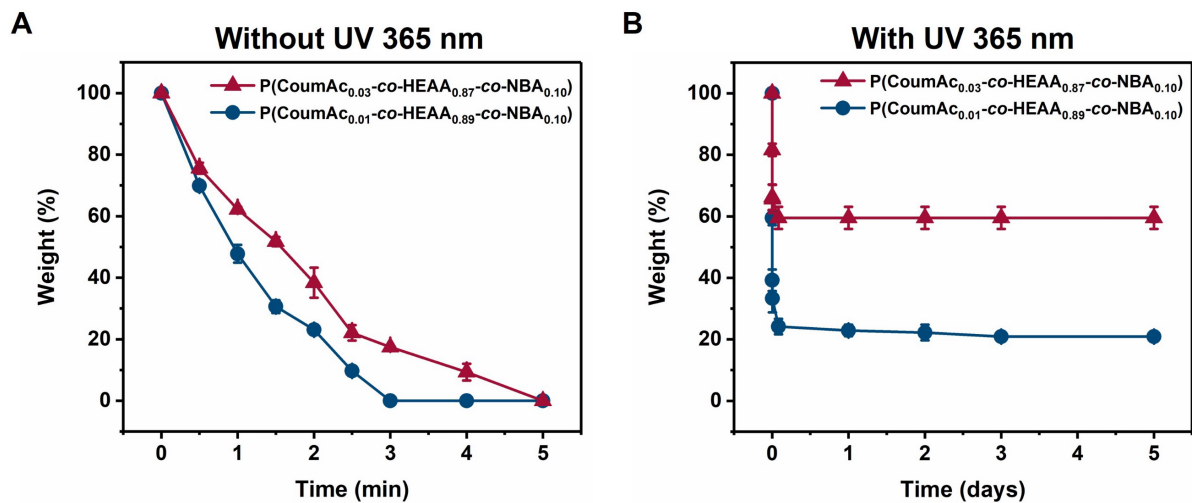 A
Without UV 365 nm
P(CoumAc0.03-co-HEAA0.87-co-NBA0.10)
P(CoumAc0.01-co-HEAA0.89-co-NBA0.10)
100
80
60
40
20
0
Weight (%)
0 1 2 3 4 5
Time (min)
B
With UV 365 nm
P(CoumAc0.03-co-HEAA0.87-co-NBA0.10)
P(CoumAc0.01-co-HEAA0.89-co-NBA0.10)
100
80
60
40
20
0
Weight (%)
0 1 2 3 4 5
Time (days)